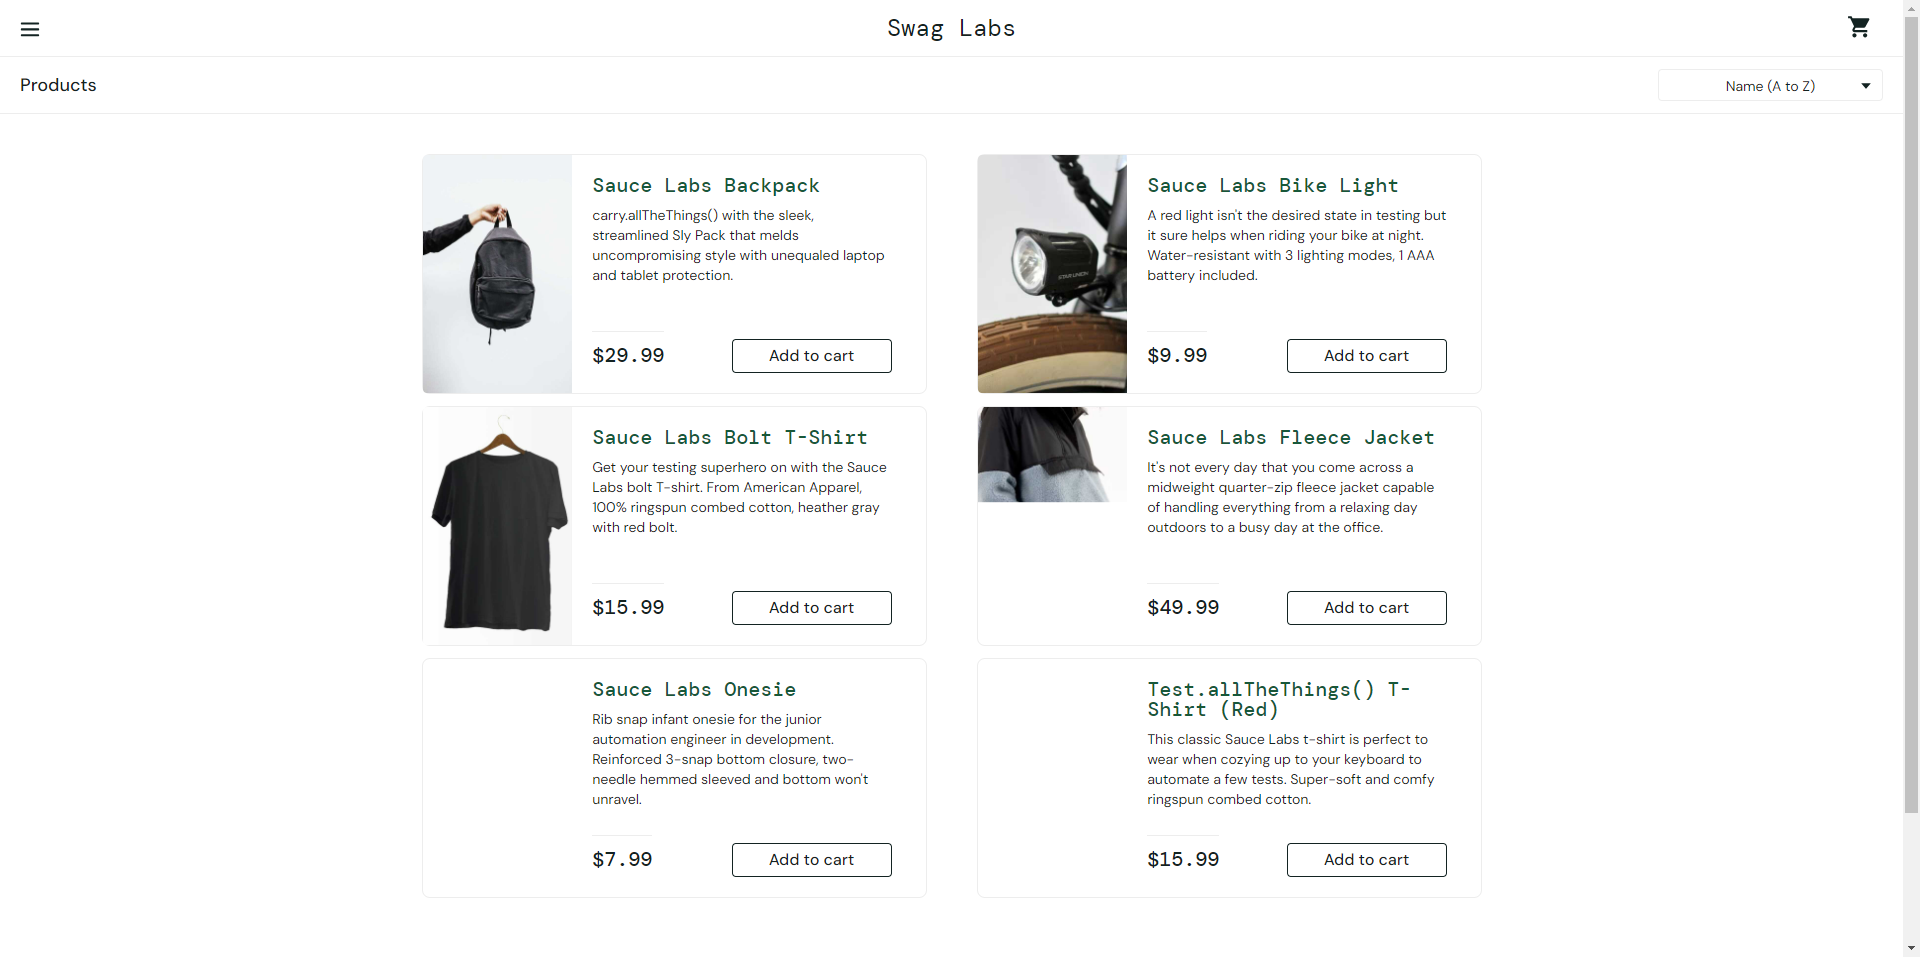 Swag Labs
Products
Name (A to Z)
Sauce Labs Backpack
carry.allTheThings() with the sleek,
streamlined Sly Pack that melds
uncompromising style with unequaled laptop
and tablet protection.
$29.99
Add to cart
Sauce Labs Bike Light
A red light isn't the desired state in testing but
it sure helps when riding your bike at night.
Water-resistant with 3 lighting modes, 1 AAA
battery included.
STAR UNION
$9.99
Add to cart
Sauce Labs Bolt T-Shirt
Get your testing superhero on with the Sauce
Labs bolt T-shirt. From American Apparel,
100% ringspun combed cotton, heather gray
with red bolt.
$15.99
Add to cart
Sauce Labs Fleece Jacket
It's not every day that you come across a
midweight quarter-zip fleece jacket capable
of handling everything from a relaxing day
outdoors to a busy day at the office.
$49.99
Add to cart
Sauce Labs Onesie
Rib snap infant onesie for the junior
automation engineer in development.
Reinforced 3-snap bottom closure, two-
needle hemmed sleeved and bottom won't
unravel.
$7.99
Add to cart
Test.allTheThings() T-
Shirt (Red)
This classic Sauce Labs t-shirt is perfect to
wear when cozying up to your keyboard to
automate a few tests. Super-soft and comfy
ringspun combed cotton.
$15.99
Add to cart